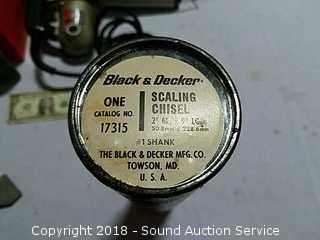 Black & Decker
ONE
CATALOG NO.
17315
SCALING
CHISEL
#1 SHANK
THE BLACK & DECKER MFG. CO.
TOWSON, MD.
U. S. A.
Copyright 2018 - Sound Auction Service